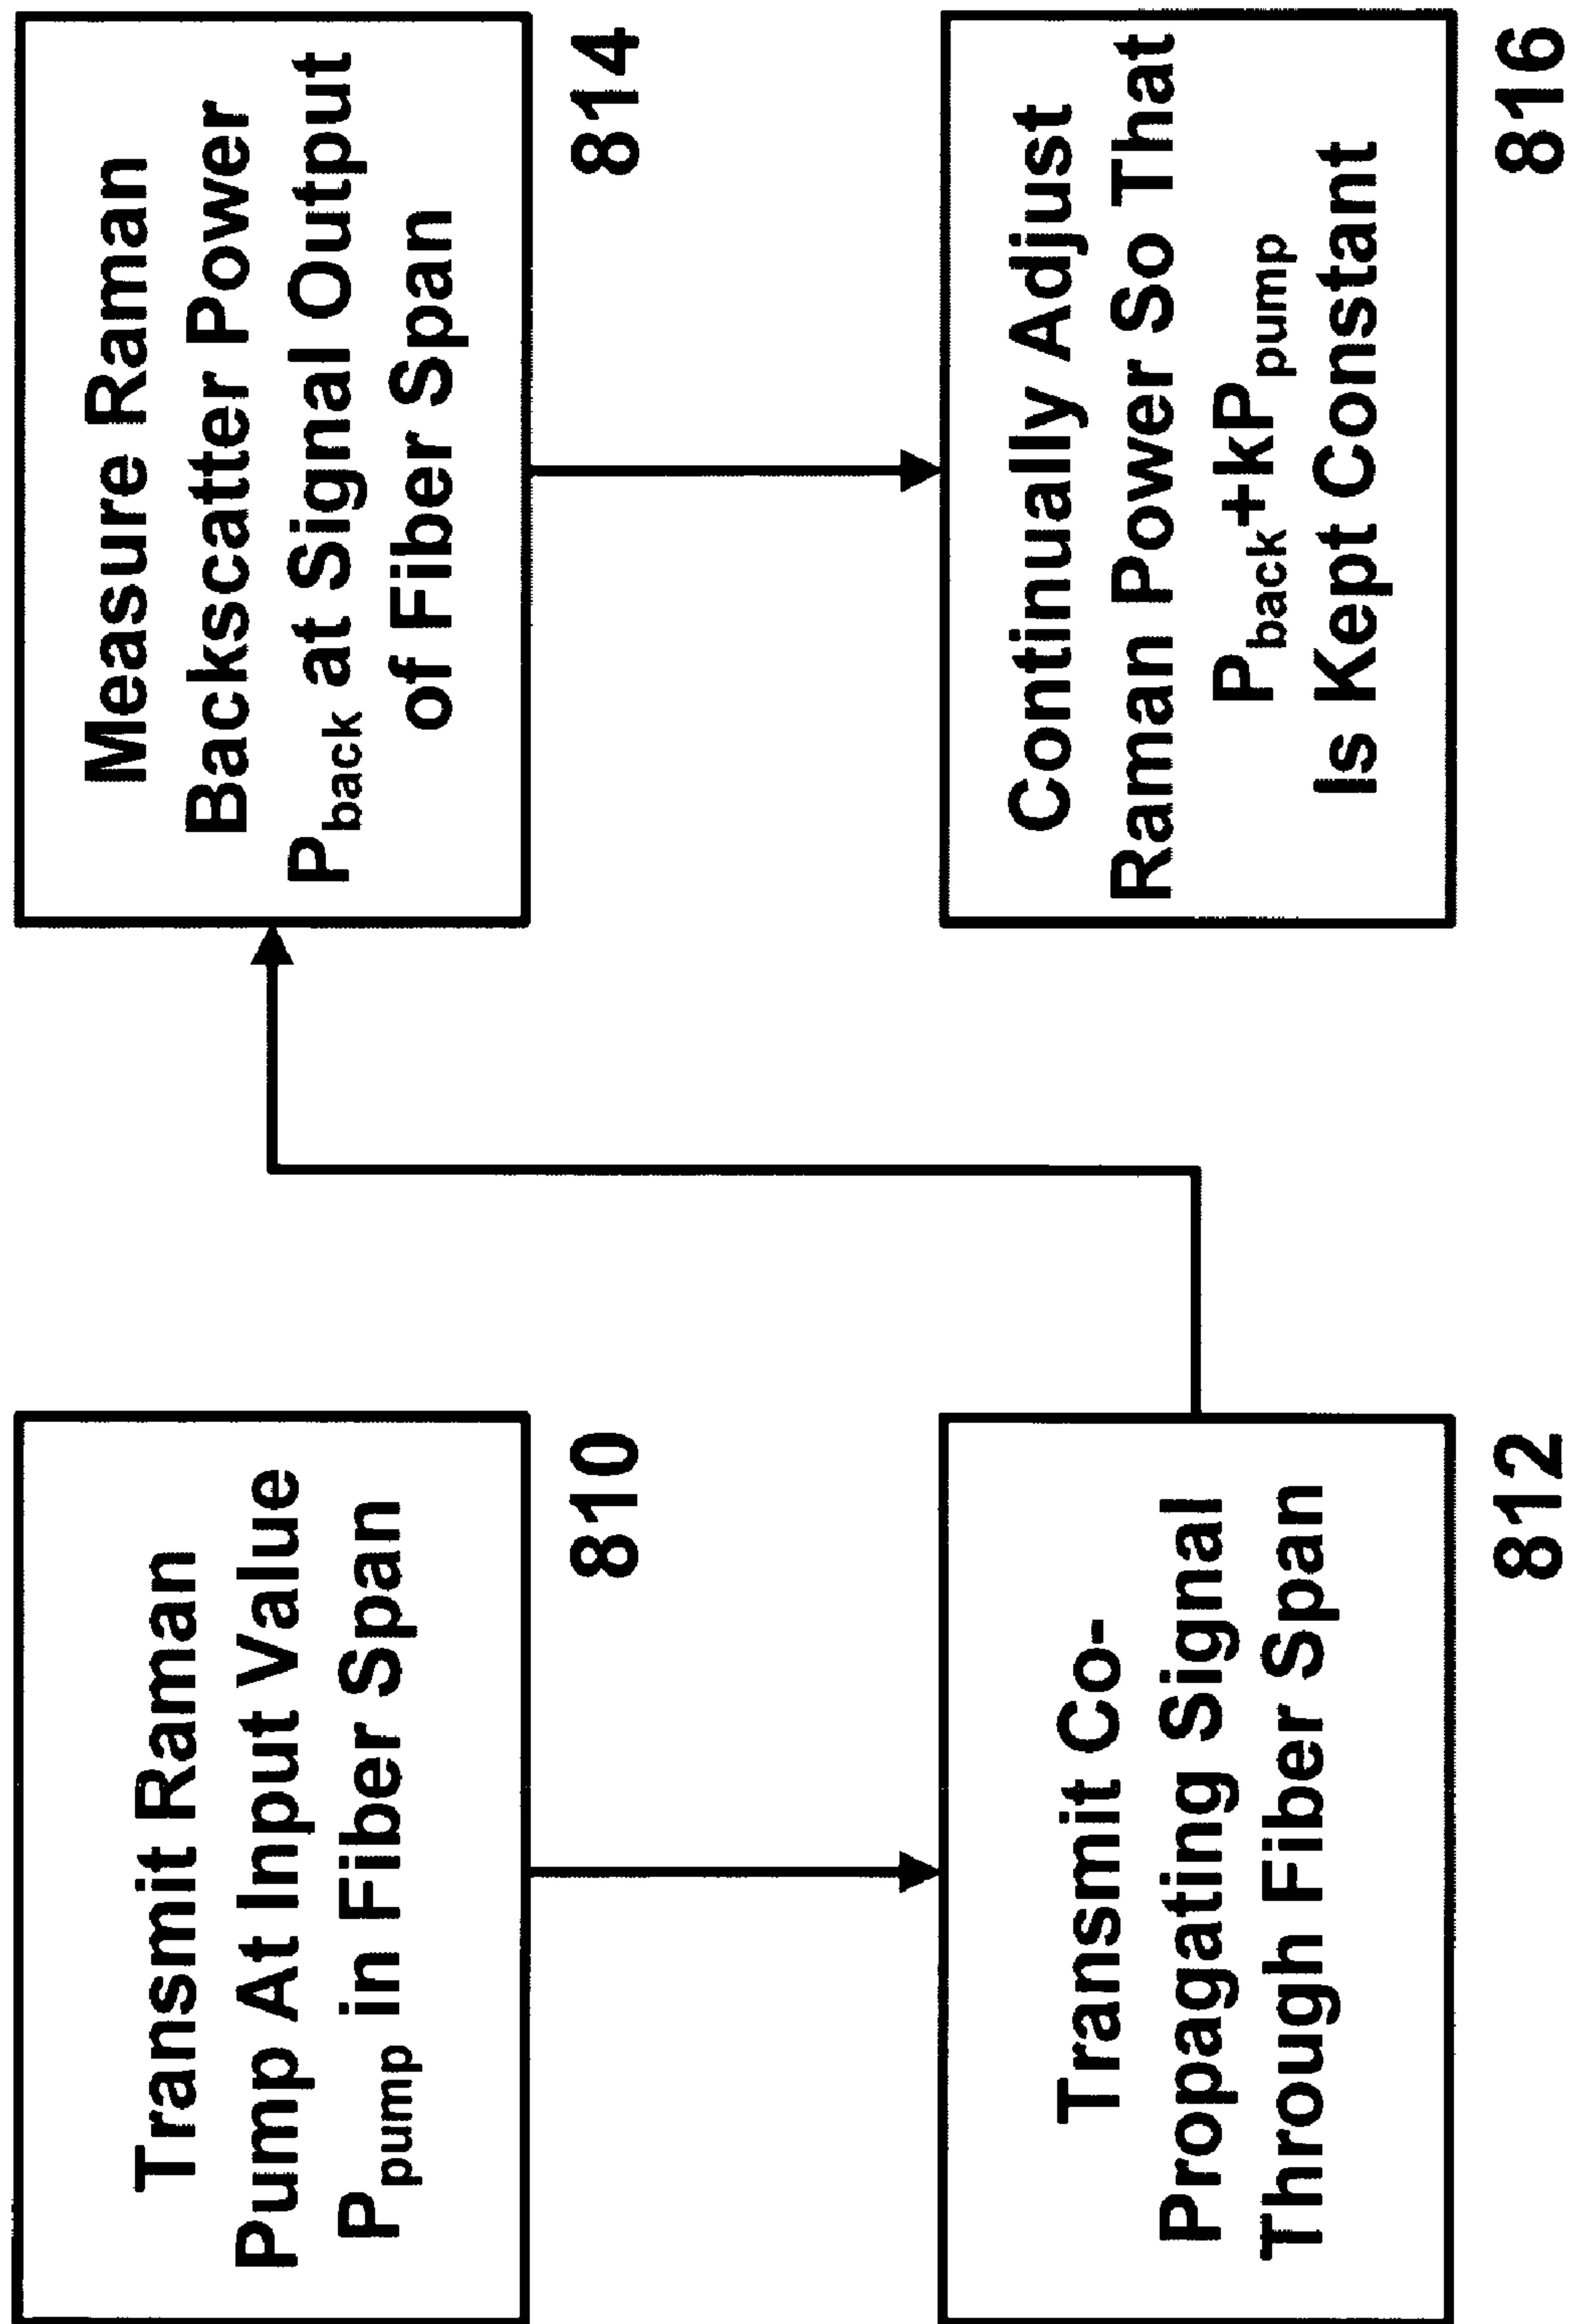 Transmit Raman
Pump At Input Value
Ppump in Fiber Span
810
Transmit Co-
Propagating Signal
Through Fiber Span
812
Measure Raman
Backscatter Power
Pback at Signal Output
of Fiber Span
814
Continually Adjust
Raman Power So That
Pback+kPpump
Is Kept Constant
816